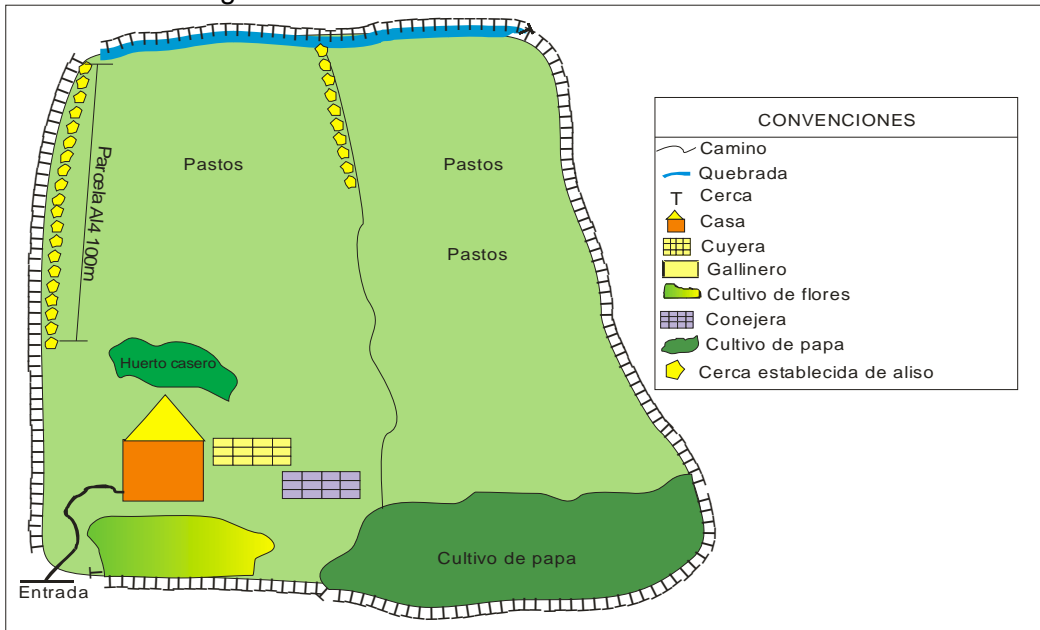 Pastos
Pastos
Parcela Al4 100m
Pastos
Huerto casero
Cultivo de papa
Entrada
CONVENCIONES
Camino
Quebrada
Cerca
Casa
Cuyera
Gallinero
Cultivo de flores
Conejera
Cultivo de papa
Cerca establecida de aliso